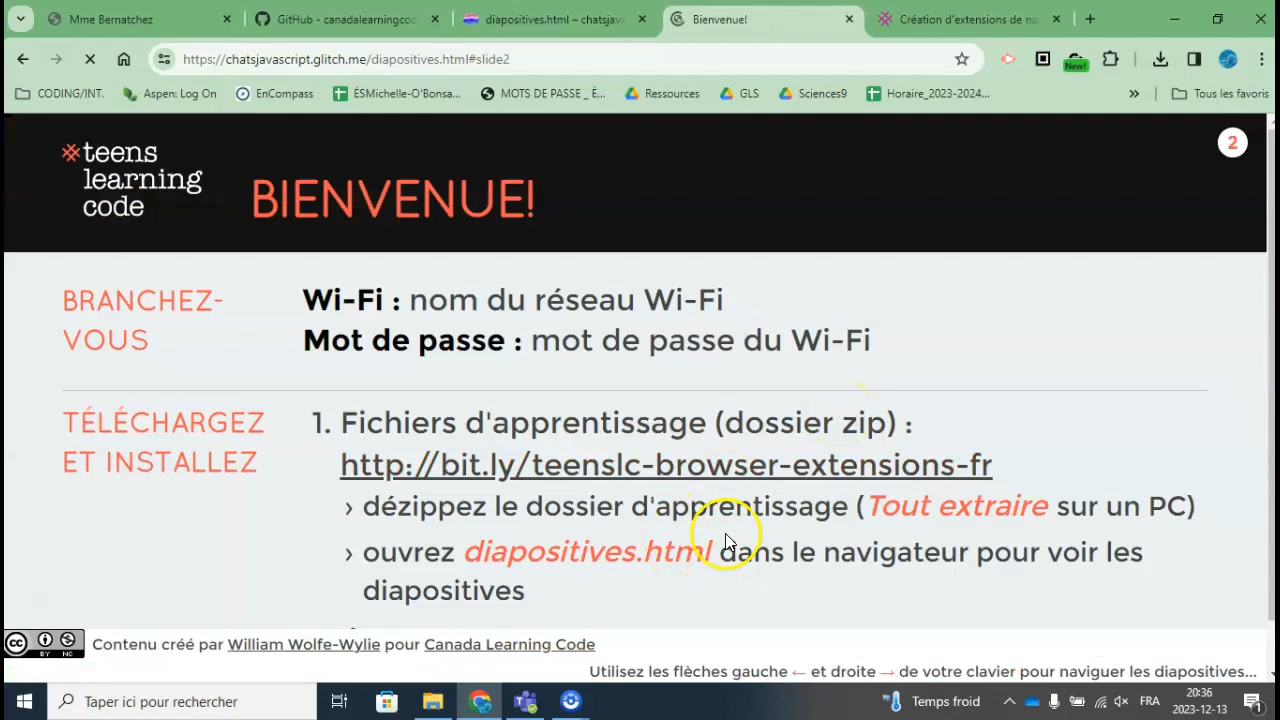 Mme Bernatchez
GitHub - canadalearningcod
diapositives.html – chatsjava
Bienvenue!
Création d'extensions de na
https://chatsjavascript.glitch.me/diapositives.html#slide2
New!
CODING/INT.
Aspen: Log On
EnCompass
ÉSMichelle-O'Bonsa...
MOTS DE PASSE _ É...
Ressources
GLS
Sciences9
Horaire_2023-2024...
»
Tous les favoris
teens
learning
code
BIENVENUE!
2
BRANCHEZ-
VOUS
Wi-Fi : nom du réseau Wi-Fi
Mot de passe : mot de passe du Wi-Fi
TÉLÉCHARGEZ
ET INSTALLEZ
1. Fichiers d'apprentissage (dossier zip) :
http://bit.ly/teenslc-browser-extensions-fr
› dézippez le dossier d'apprentissage (Tout extraire sur un PC)
› ouvrez diapositives.html dans le navigateur pour voir les
diapositives
cc BY NC
Contenu créé par William Wolfe-Wylie pour Canada Learning Code
Utilisez les flèches gauche ← et droite → de votre clavier pour naviguer les diapositives...
Taper ici pour rechercher
Temps froid
FRA
20:36
2023-12-13
1